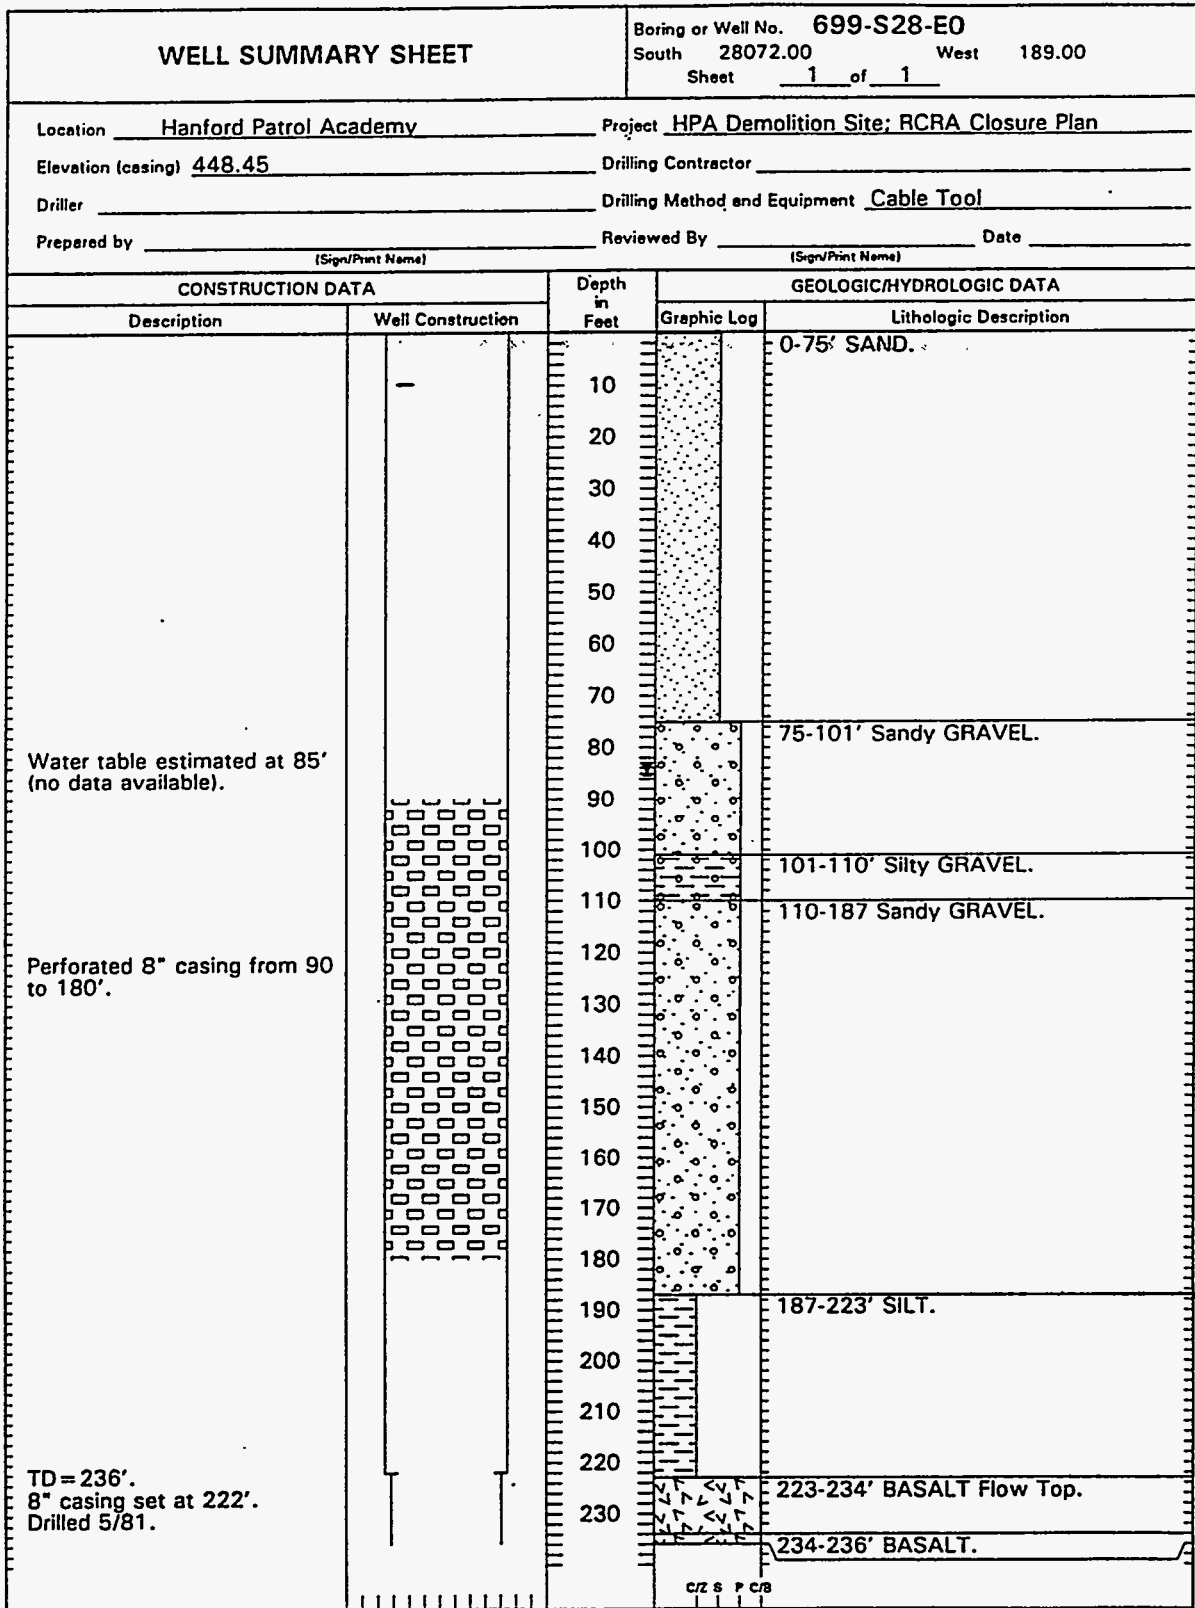 WELL SUMMARY SHEET
Boring or Well No. 699-S28-E0
South 28072.00 West 189.00
Sheet 1 of 1
Location Hanford Patrol Academy
Project HPA Demolition Site; RCRA Closure Plan
Elevation (casing) 448.45
Drilling Contractor
Driller
Drilling Method and Equipment Cable Tool
Prepared by
(Sign/Print Name)
Reviewed By
(Sign/Print Name)
Date
CONSTRUCTION DATA
Description
Well Construction
Depth
in
Feet
GEOLOGIC/HYDROLOGIC DATA
Graphic Log
Lithologic Description
Water table estimated at 85'
(no data available).
Perforated 8" casing from 90
to 180'.
TD=236'.
8" casing set at 222'.
Drilled 5/81.
10
20
30
40
50
60
70
80
90
100
110
120
130
140
150
160
170
180
190
200
210
220
230
0-75' SAND.
75-101' Sandy GRAVEL.
101-110' Silty GRAVEL.
110-187 Sandy GRAVEL.
187-223' SILT.
223-234' BASALT Flow Top.
234-236' BASALT.
C/Z S P C/B